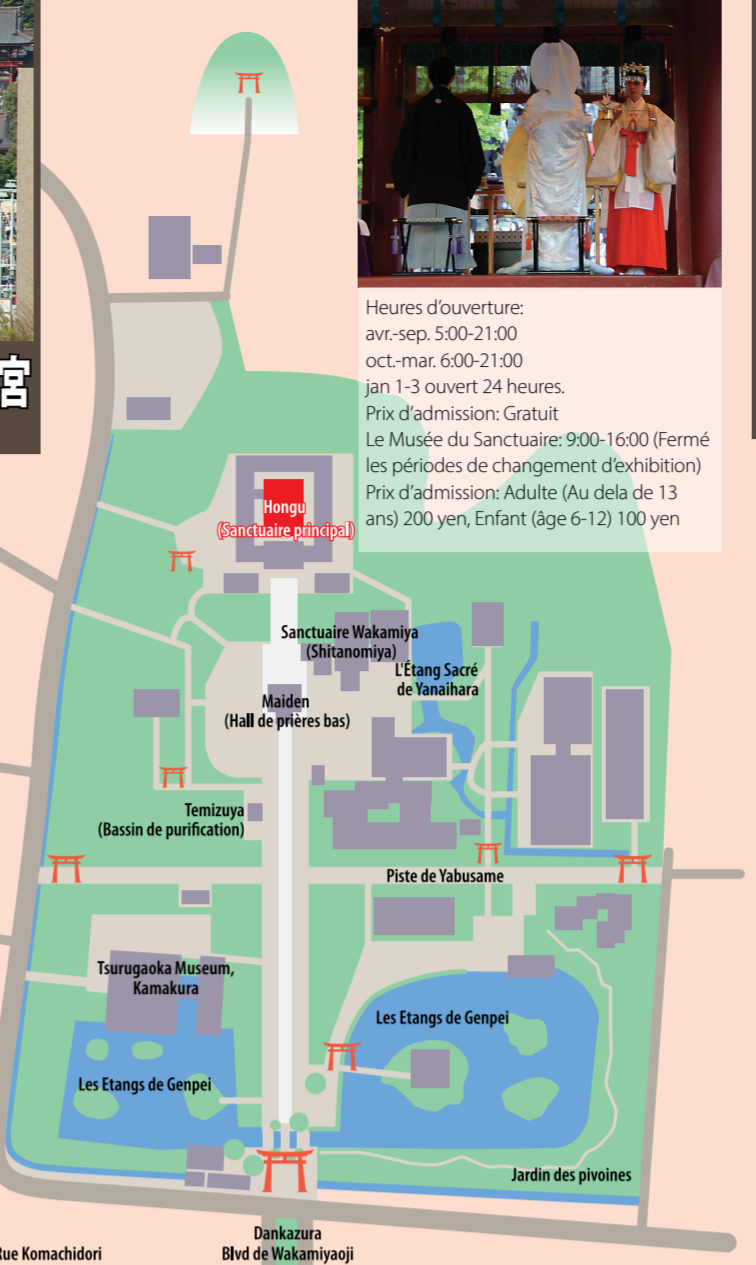 宮
Heures d'ouverture:
avr.-sep. 5:00-21:00
oct.-mar. 6:00-21:00
jan 1-3 ouvert 24 heures.
Prix d'admission: Gratuit
Le Musée du Sanctuaire: 9:00-16:00 (Fermé
les périodes de changement d'exhibition)
Prix d'admission: Adulte (Au dela de 13
ans) 200 yen, Enfant (âge 6-12) 100 yen
Hongu
(Sanctuaire principal)
Sanctuaire Wakamiya
(Shitanomiya)
L'Étang Sacré
de Yanaihara
Maiden
(Hall de prières bas)
Temizuya
(Bassin de purification)
Piste de Yabusame
Tsurugaoka Museum,
Kamakura
Les Etangs de Genpei
Les Etangs de Genpei
Jardin des pivoines
Dankazura
Blvd de Wakamiyaoji
Rue Komachidori